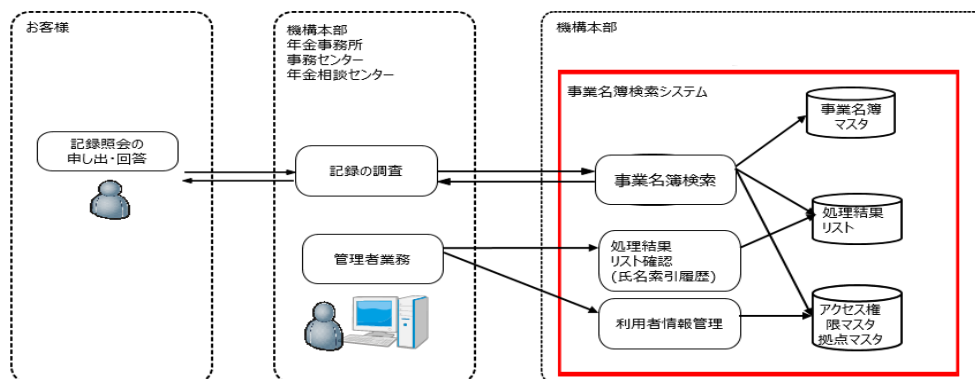 お客様
記録照会の
申し出・回答
機構本部
年金事務所
事務センター
年金相談センター
記録の調査
管理者業務
機構本部
事業名簿検索システム
事業名簿検索
処理結果
リスト確認
(氏名索引履歴)
利用者情報管理
事業名簿
マスタ
処理結果
リスト
アクセス権
限マスタ
拠点マスタ